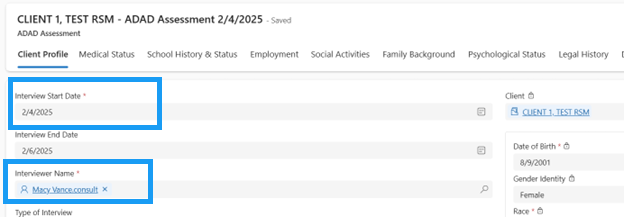 CLIENT 1, TEST RSM - ADAD Assessment 2/4/2025 - Saved
ADAD Assessment
Client Profile Medical Status School History & Status Employment Social Activities Family Background Psychological Status Legal History
Interview Start Date *
2/4/2025
Interview End Date
2/6/2025
Interviewer Name *
Macy Vance.consult ×
Type of Interview
Client
CLIENT 1, TEST RSM
Date of Birth *
8/9/2001
Gender Identity
Female
Race *